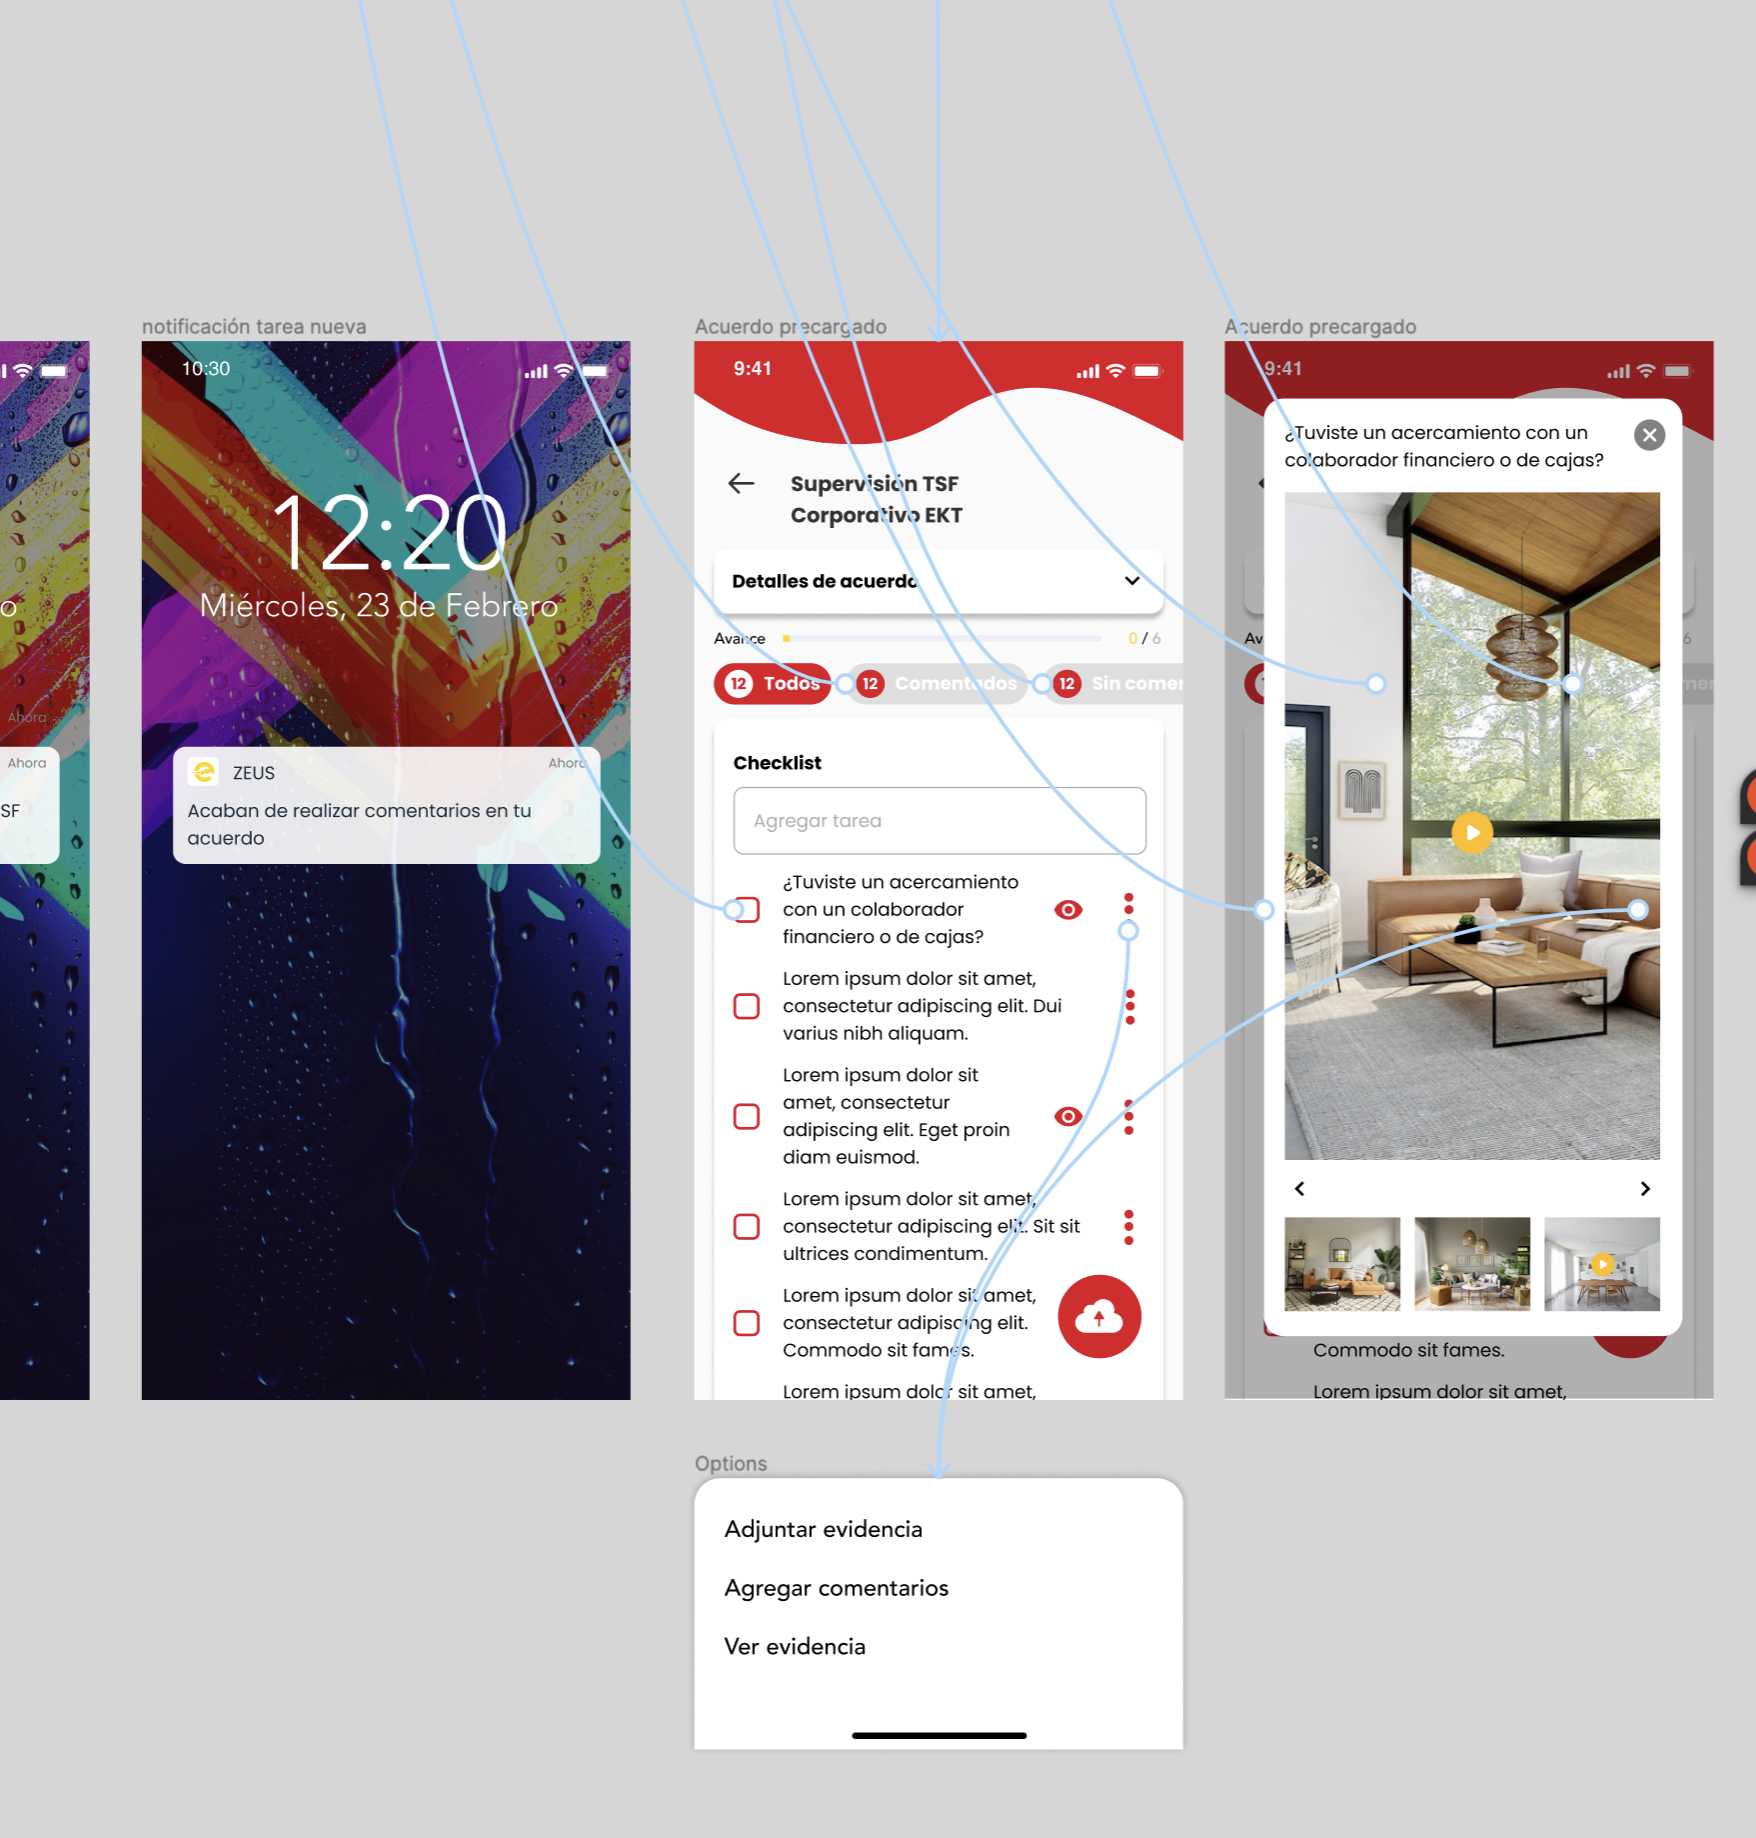 notificación tarea nueva
Acuerdo precargado
Acuerdo precargado
o
Ahora
Ahora
SF
10:30
12:20
Miércoles, 23 de Febrero
ZEUS
Ahora
Acaban de realizar comentarios en tu
acuerdo
9:41
Supervisión TSF
Corporativo EKT
Detalles de acuerdo
Avance
0 / 6
12 Todos
12 Comentados
12 Sin comen
Checklist
Agregar tarea
¿Tuviste un acercamiento
con un colaborador
financiero o de cajas?
Lorem ipsum dolor sit amet,
consectetur adipiscing elit. Dui
varius nibh aliquam.
Lorem ipsum dolor sit
amet, consectetur
adipiscing elit. Eget proin
diam euismod.
Lorem ipsum dolor sit amet,
consectetur adipiscing elit. Sit sit
ultrices condimentum.
Lorem ipsum dolor sit amet,
consectetur adipiscing elit.
Commodo sit fames.
Lorem ipsum dolor sit amet,
9:41
¿Tuviste un acercamiento con un
colaborador financiero o de cajas?
Av
6
men
Commodo sit fames.
Lorem ipsum dolor sit amet,
Options
Adjuntar evidencia
Agregar comentarios
Ver evidencia